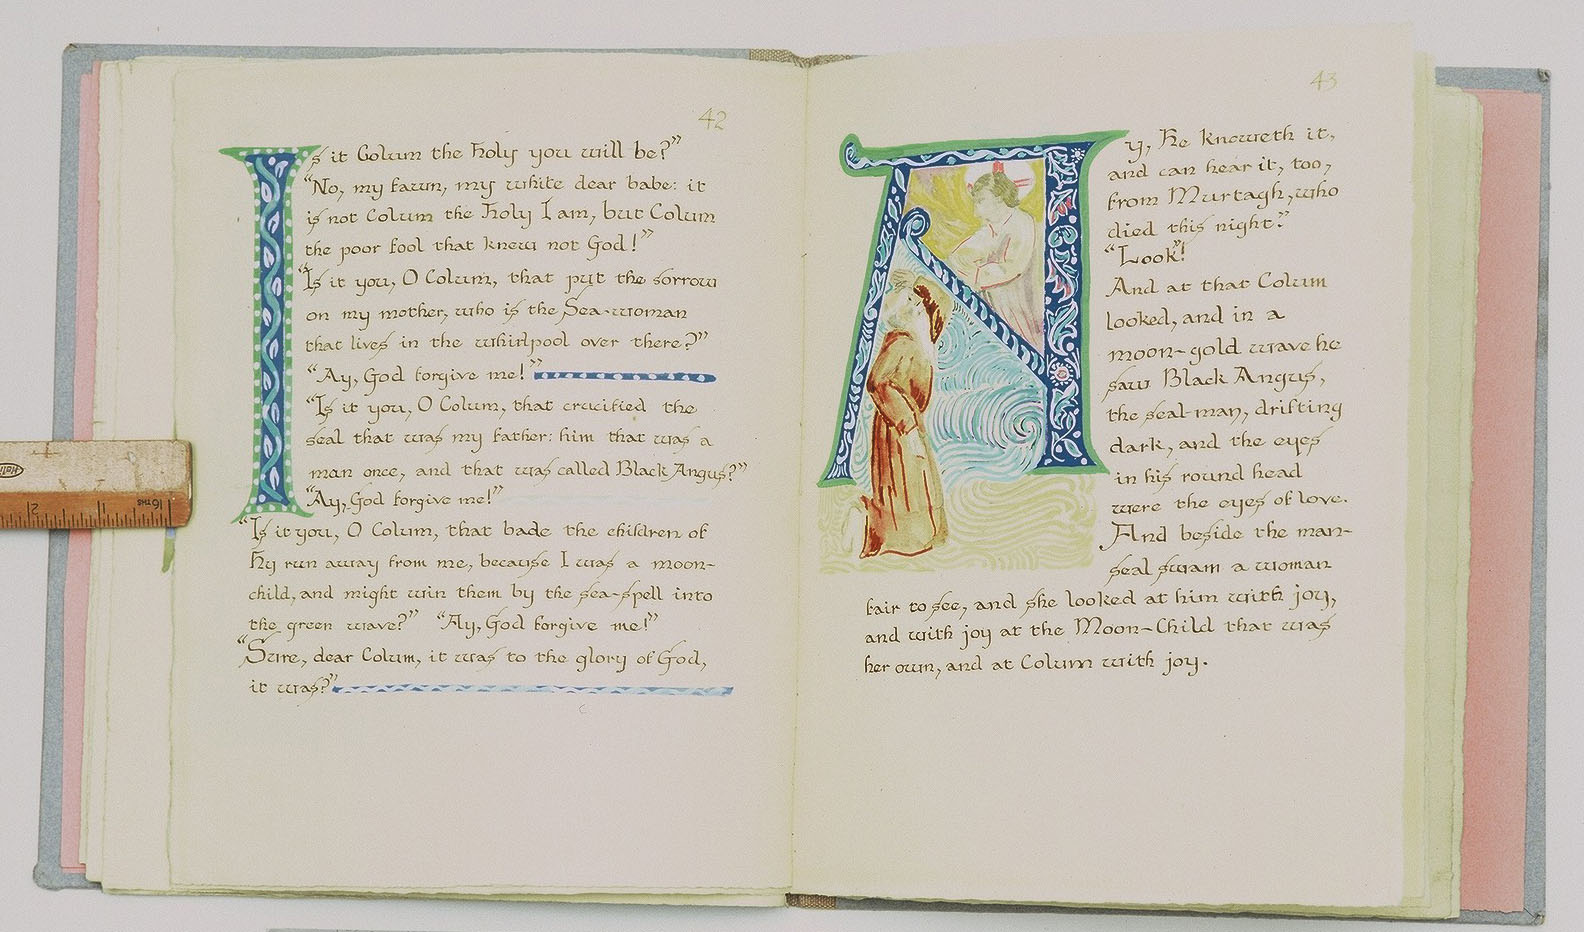 42
Is it Colum the Holy you will be?"
"No, my fawn, my white dear babe: it
is not Colum the Holy I am, but Colum
the poor fool that knew not God!"
"Is it you, O Colum, that put the sorrow
on my mother, who is the Sea-woman
that lives in the whirlpool over there?"
"Ay, God forgive me!"
"Is it you, O Colum, that crucified the
seal that was my father: him that was a
man once, and that was called Black Angus?"
"Ay, God forgive me!"
"Is it you, O Colum, that bade the children of
Hy run away from me, because I was a moon-
child, and might win them by the sea-spell into
the green wave?" "Ay, God forgive me!"
"Sure, dear Colum, it was to the glory of God,
it was?"
43
Ay, He knoweth it,
and can hear it, too,
from Murtagh, who
died this night."
"Look!"
And at that Colum
looked, and in a
moon-gold wave he
saw Black Angus,
the seal-man, drifting
dark, and the eyes
in his round head
were the eyes of love.
And beside the man-
seal swam a woman
fair to see, and she looked at him with joy,
and with joy at the Moon-Child that was
her own, and at Colum with joy.
16THS
1
2